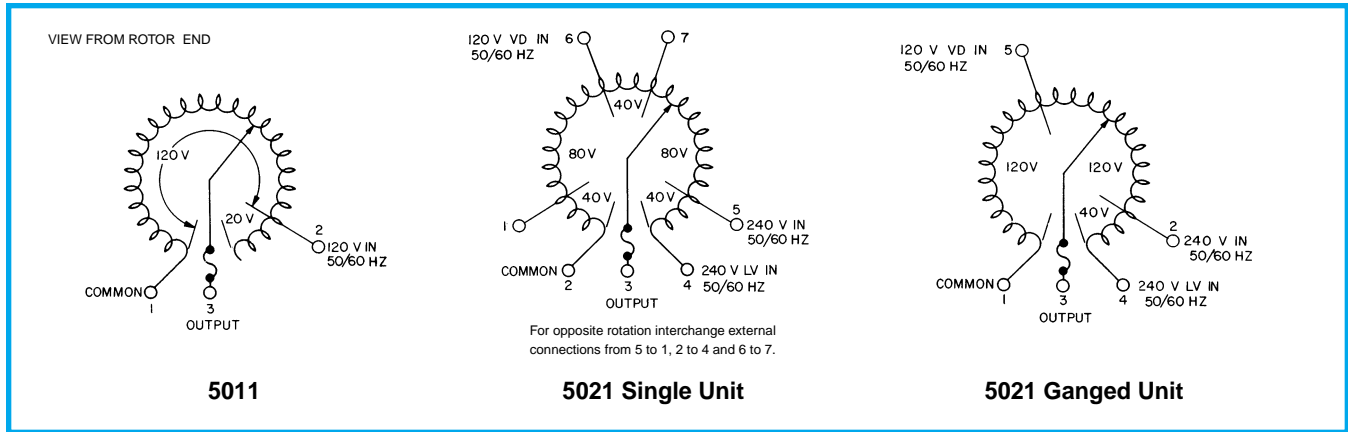 VIEW FROM ROTOR END
120 V
20 V
2
120 V IN
50/60 HZ
COMMON
1
3
OUTPUT
5011
120 V VD IN
50/60 HZ
6
7
40V
80V
80V
40V
40V
1
5
240 V IN
50/60 HZ
COMMON
2
3
4
240 V LV IN
50/60 HZ
OUTPUT
For opposite rotation interchange external
connections from 5 to 1, 2 to 4 and 6 to 7.
5021 Single Unit
120 V VD IN
50/60 HZ
5
120V
120V
40V
2
240 V IN
50/60 HZ
COMMON
1
3
4
240 V LV IN
50/60 HZ
OUTPUT
5021 Ganged Unit